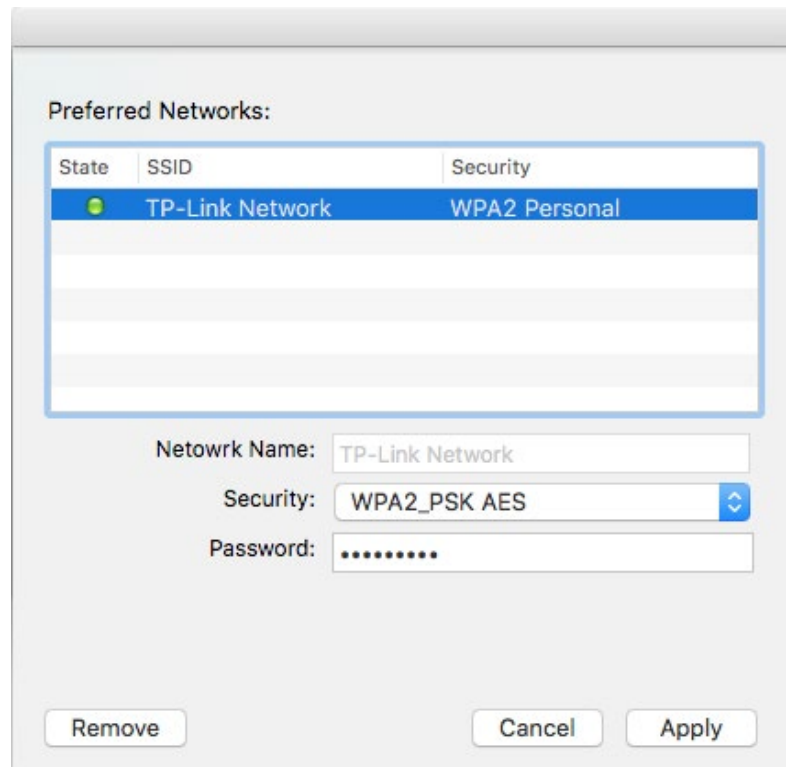 Preferred Networks:
State SSID Security
TP-Link Network WPA2 Personal
Netowrk Name: TP-Link Network
Security: WPA2_PSK AES
Password: •••••••••
Remove Cancel Apply